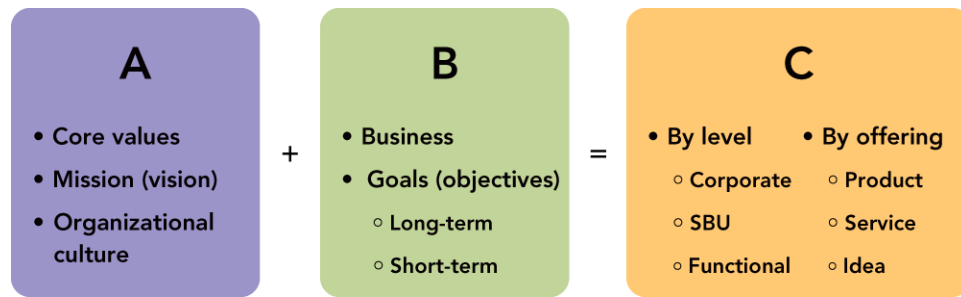 A
• Core values
• Mission (vision)
• Organizational
culture
+
B
• Business
• Goals (objectives)
○ Long-term
○ Short-term
=
C
• By level
○ Corporate
○ SBU
○ Functional
• By offering
○ Product
○ Service
○ Idea